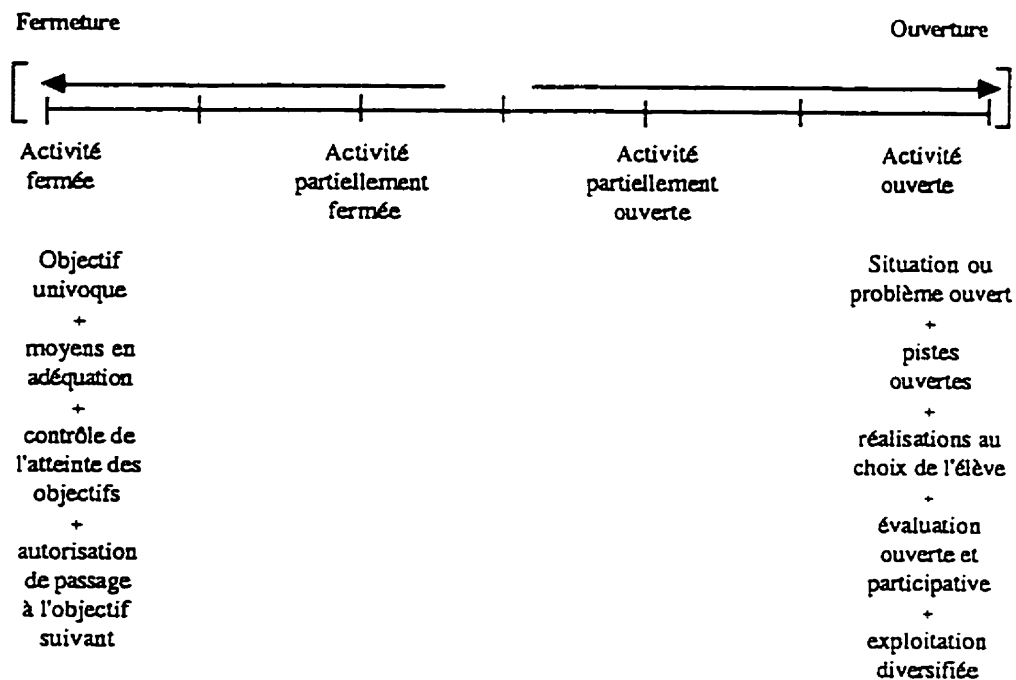 Fermeture
Ouverture
Activité
fermée
Activité
partiellement
fermée
Activité
partiellement
ouverte
Activité
ouverte
Objectif
univoque
+
moyens en
adéquation
+
contrôle de
l'atteinte des
objectifs
+
autorisation
de passage
à l'objectif
suivant
Situation ou
problème ouvert
+
pistes
ouvertes
+
réalisations au
choix de l'élève
+
évaluation
ouverte et
participative
+
exploitation
diversifiée